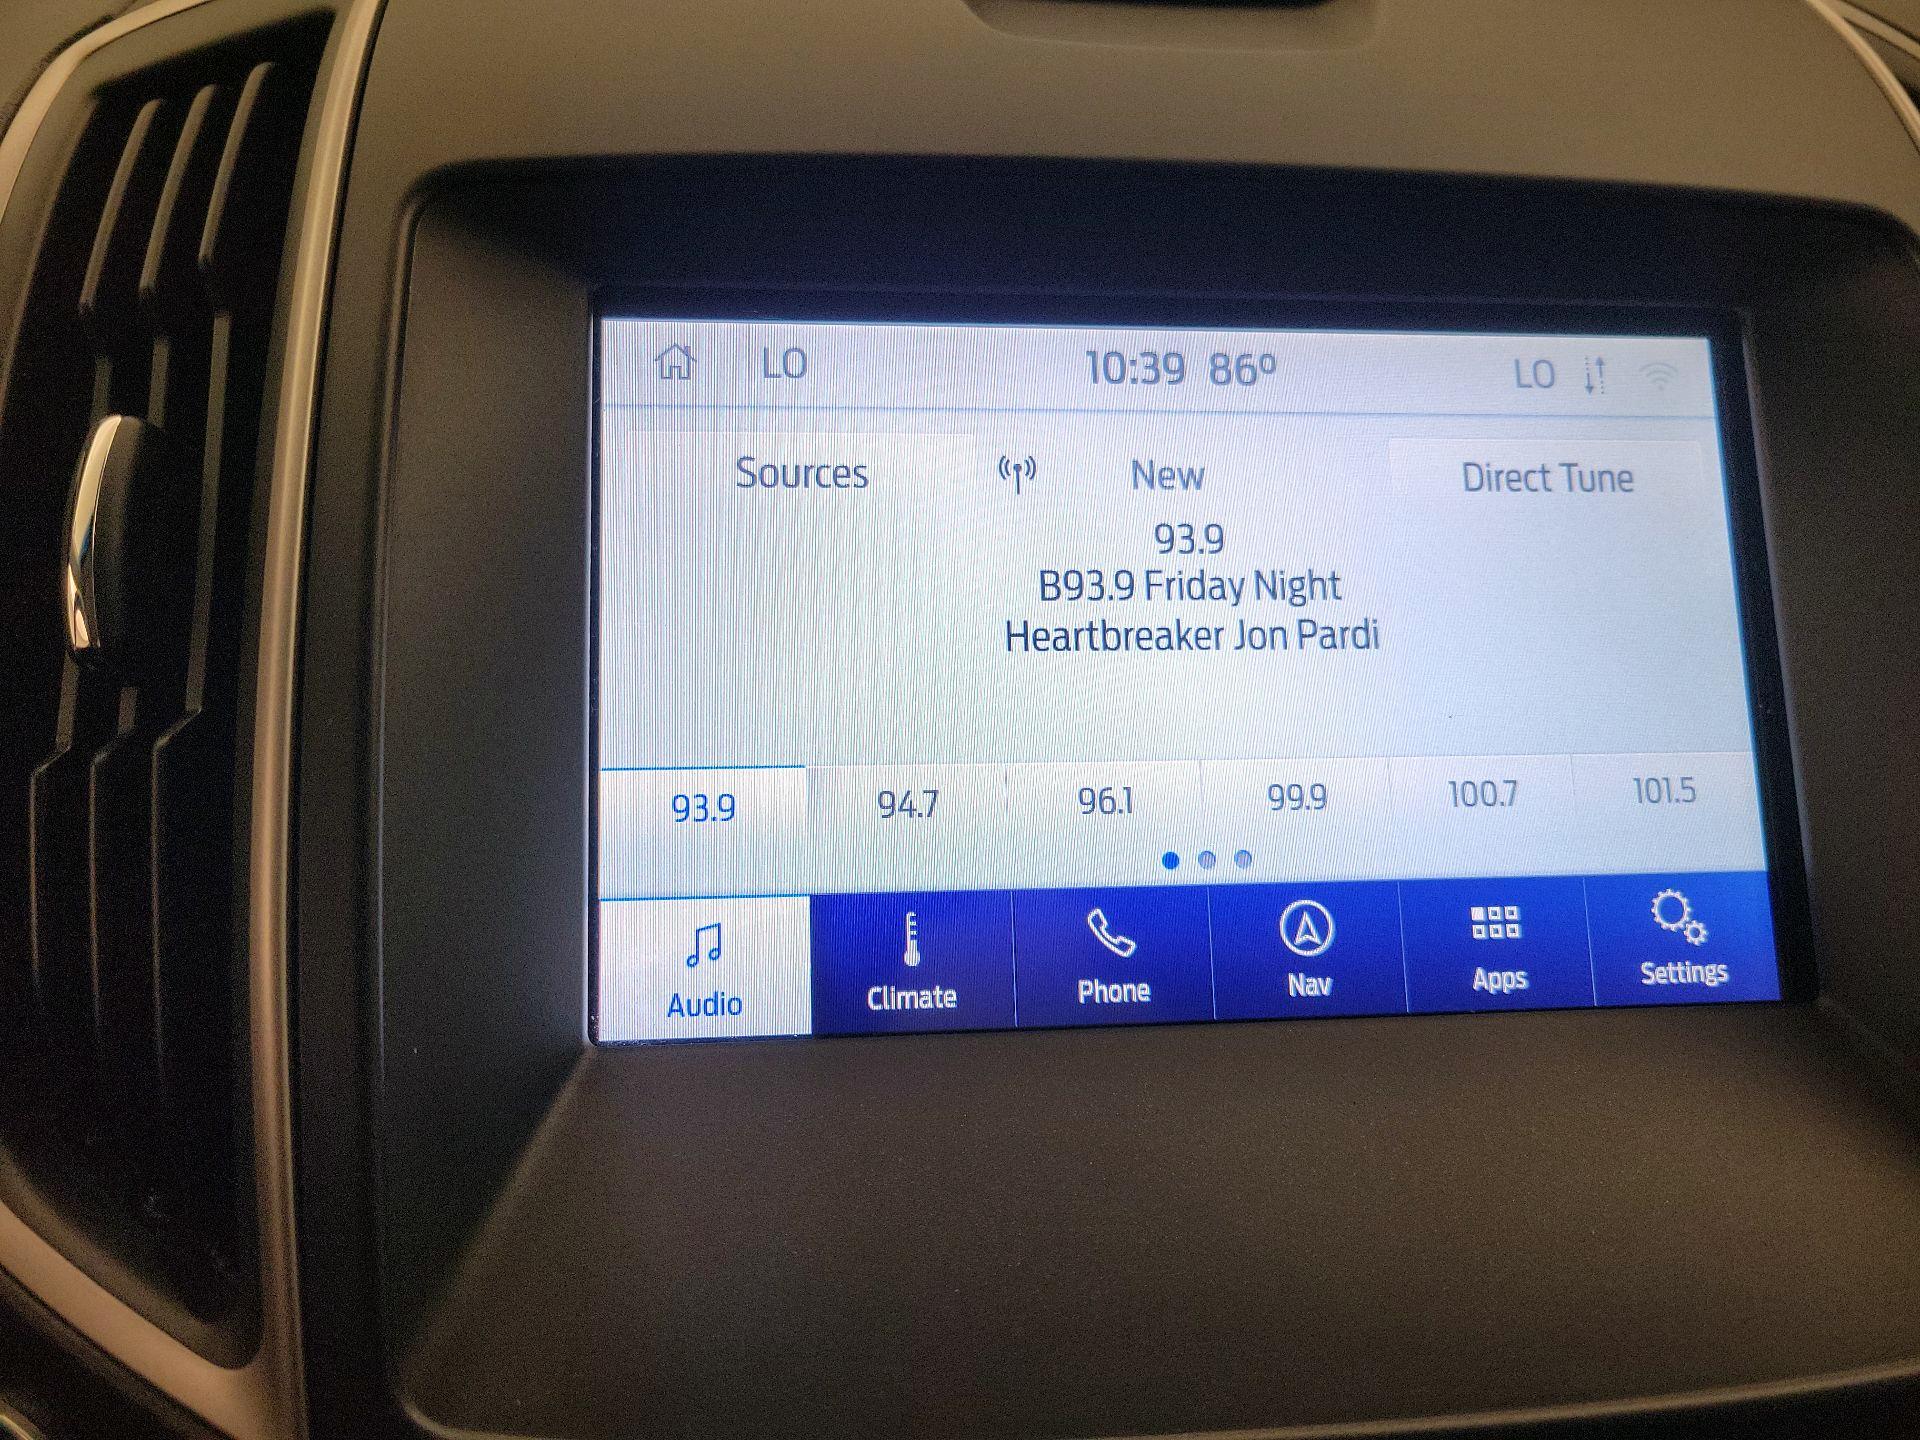 LO 10:39 86° LO
Sources New Direct Tune
93.9
B93.9 Friday Night
Heartbreaker Jon Pardi
93.9 94.7 96.1 99.9 100.7 101.5
Audio Climate Phone Nav Apps Settings